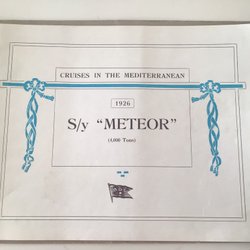 CRUISES IN THE MEDITERRANEAN
1926
S/y “METEOR”
(4,000 Tons)